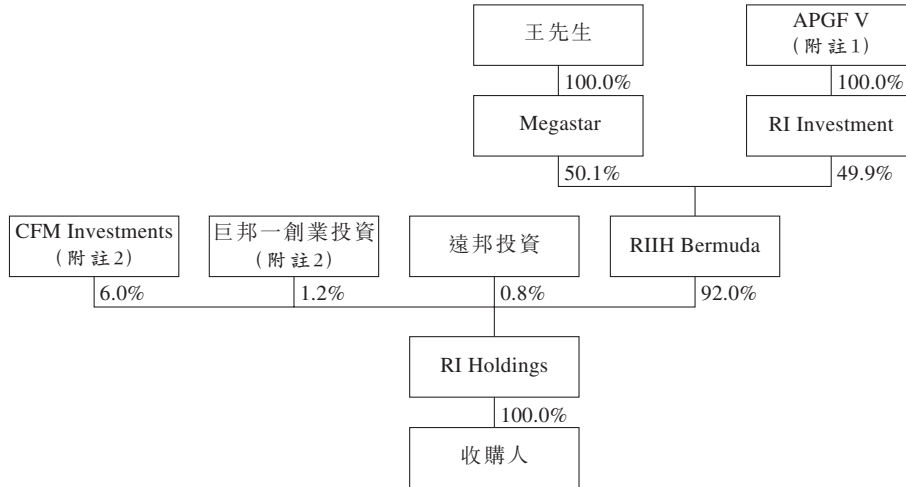 王先生
APGF V
(附註1)
100.0%
100.0%
Megastar
RI Investment
50.1%
49.9%
CFM Investments
(附註2)
巨邦一創業投資
(附註2)
遠邦投資
RIIH Bermuda
6.0%
1.2%
0.8%
92.0%
RI Holdings
100.0%
收購人